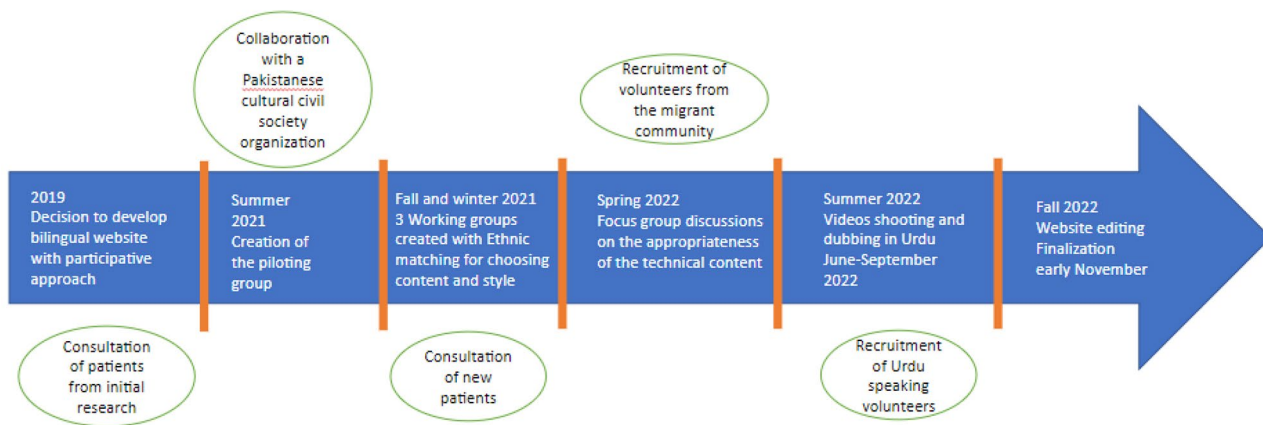 Collaboration
with a
Pakistanese
cultural civil
society
organization
Recruitment of
volunteers from
the migrant
community
2019
Decision to develop
bilingual website
with participative
approach
Summer
2021
Creation of
the piloting
group
Fall and winter 2021
3 Working groups
created with Ethnic
matching for choosing
content and style
Spring 2022
Focus group discussions
on the appropriateness
of the technical content
Summer 2022
Videos shooting and
dubbing in Urdu
June-September
2022
Fall 2022
Website editing
Finalization
early November
Consultation
of patients
from initial
research
Consultation
of new
patients
Recruitment
of Urdu
speaking
volunteers